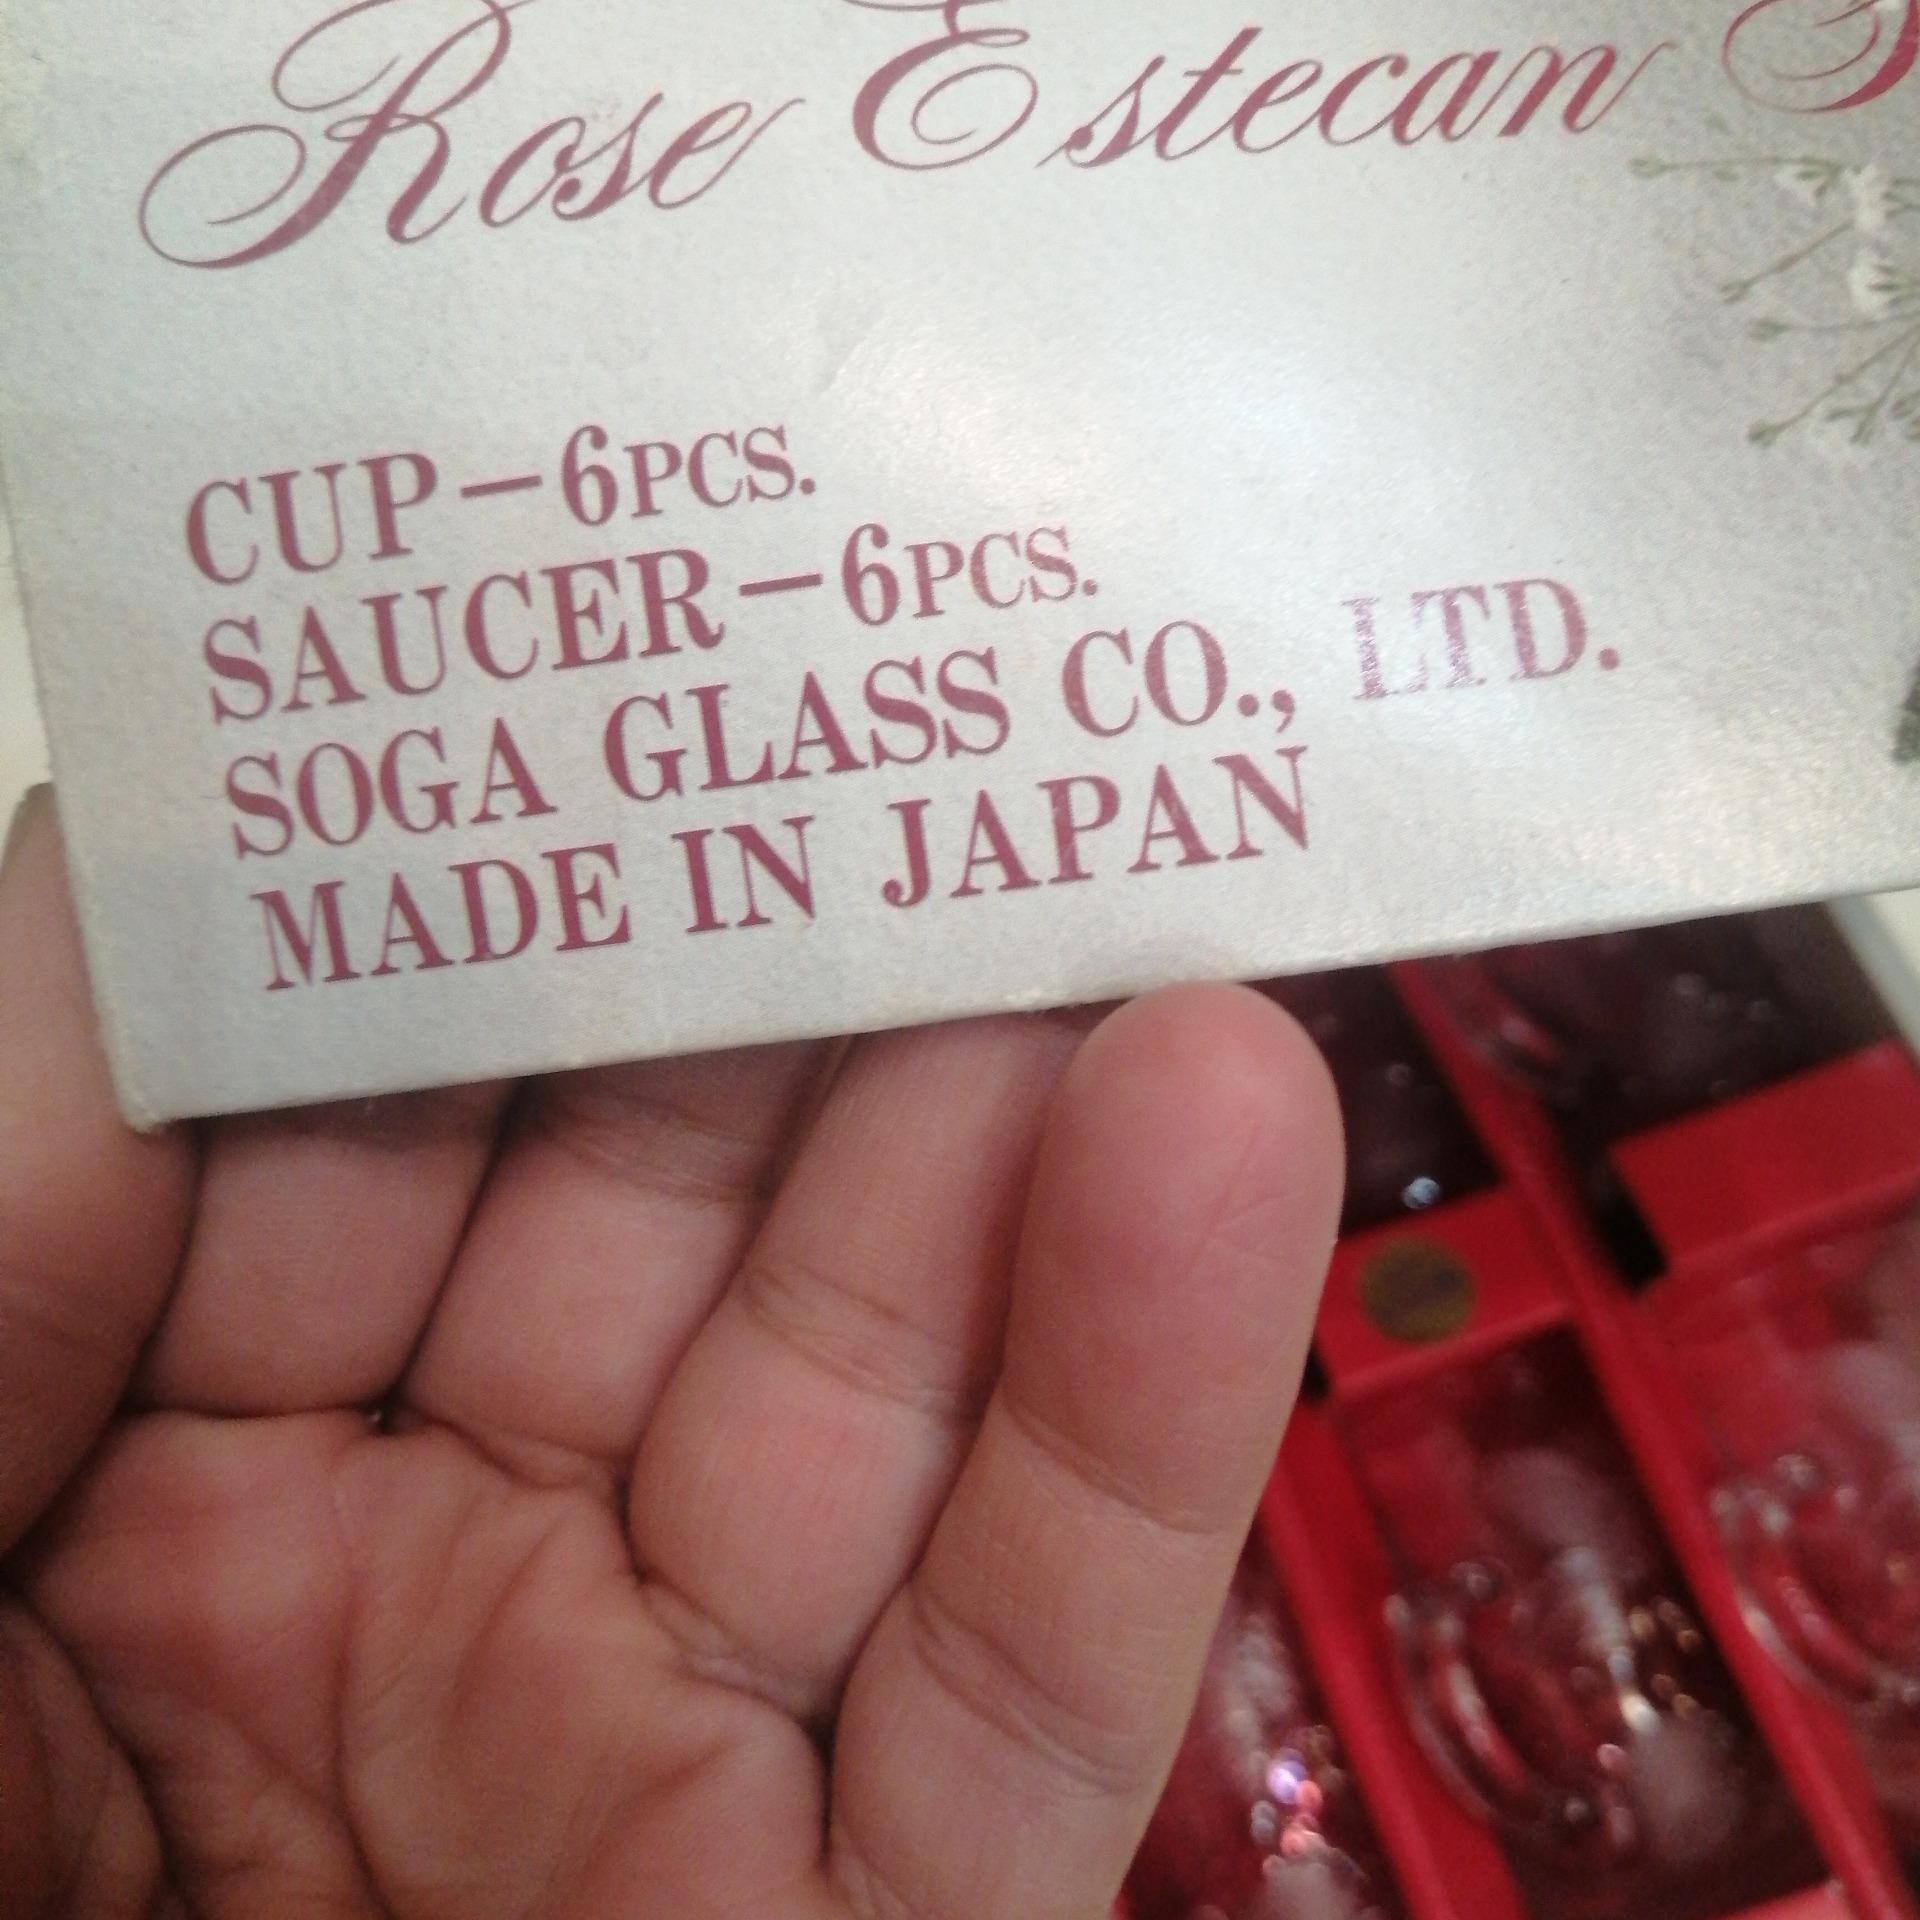 Rose Estecan
CUP-6PCS.
SAUCER-6PCS.
SOGA GLASS CO., LTD.
MADE IN JAPAN